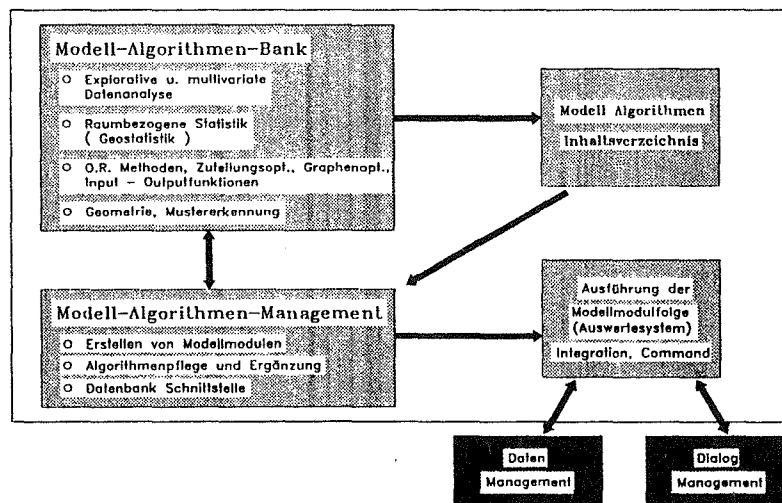 Modell-Algorithmen-Bank
○ Explorative u. multivariate
Datenanalyse
○ Raumbezogene Statistik
( Geostatistik )
○ O.R. Methoden, Zuteilungsopt., Graphenopt.,
Input - Outputfunktionen
○ Geometrie, Mustererkennung
Modell Algorithmen
Inhaltsverzeichnis
Modell-Algorithmen-Management
○ Erstellen von Modellmodulen
○ Algorithmenpflege und Ergänzung
○ Datenbank Schnittstelle
Ausführung der
Modellmodulfolge
(Auswertesystem)
Integration, Command
Daten
Management
Dialog
Management